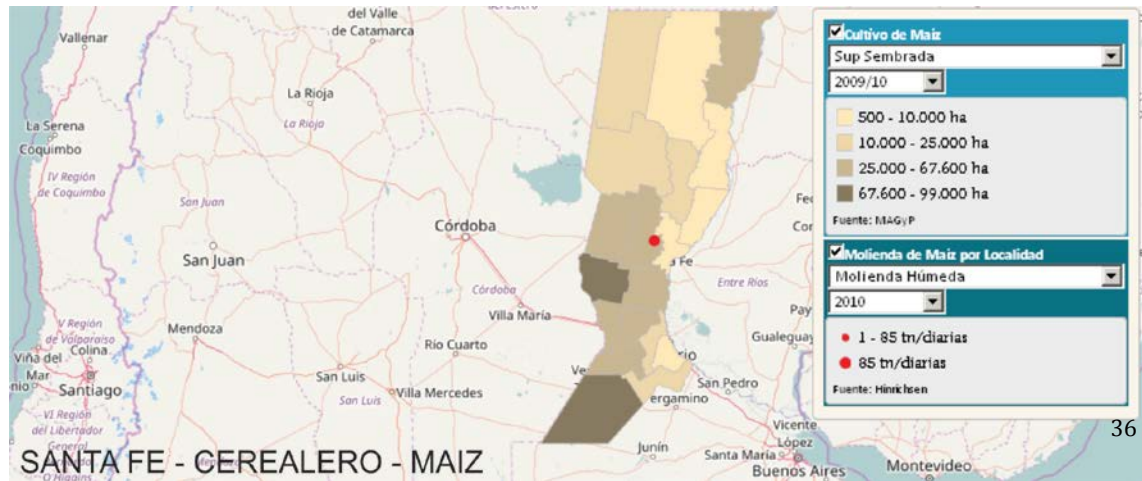 del Valle
de Catamarca
Vallenar
La Rioja
La Rioja
La Serena
Coquimbo
IV Región
de Coquimbo
San Juan
San Juan
Córdoba
Córdoba
Villa María
Entre Ríos
Mendoza
Río Cuarto
San Luis
San Luis
Villa Mercedes
V Región
de Valparaíso
Colina
Viña del
Mar
Santiago
VI Región
del Libertador
General
O'Higgins
San Pedro
ergamino
Junín
Gualeguay
Vicente
López
Santa María
Buenos Aires
Montevideo
SANTA FE - CEREALERO - MAIZ
Cultivo de Maiz
Sup Sembrada
2009/10
500 - 10.000 ha
10.000 - 25.000 ha
25.000 - 67.600 ha
67.600 - 99.000 ha
Fuente: MAGyP
Molienda de Maiz por Localidad
Molienda Húmeda
2010
1 - 85 tn/diarias
85 tn/diarias
Fuente: Hinrichsen
36